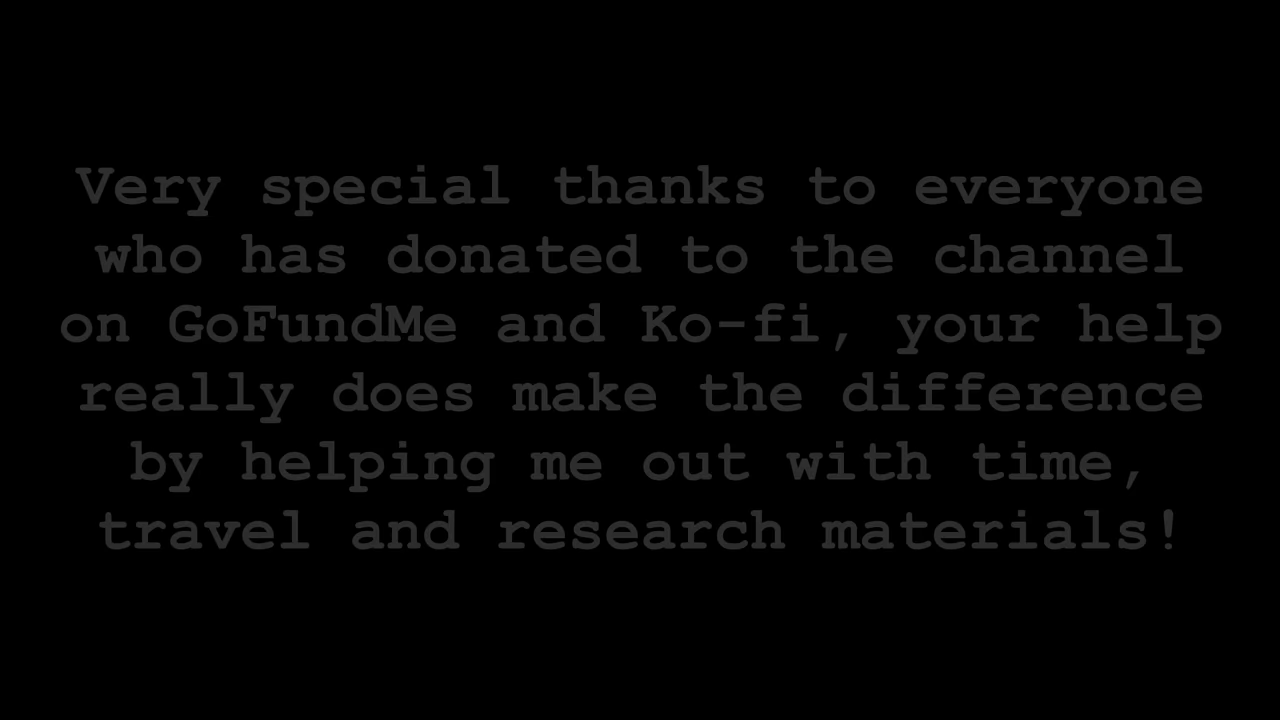 Very special thanks to everyone
who has donated to the channel
on GoFundMe and Ko-fi, your help
really does make the difference
by helping me out with time,
travel and research materials!